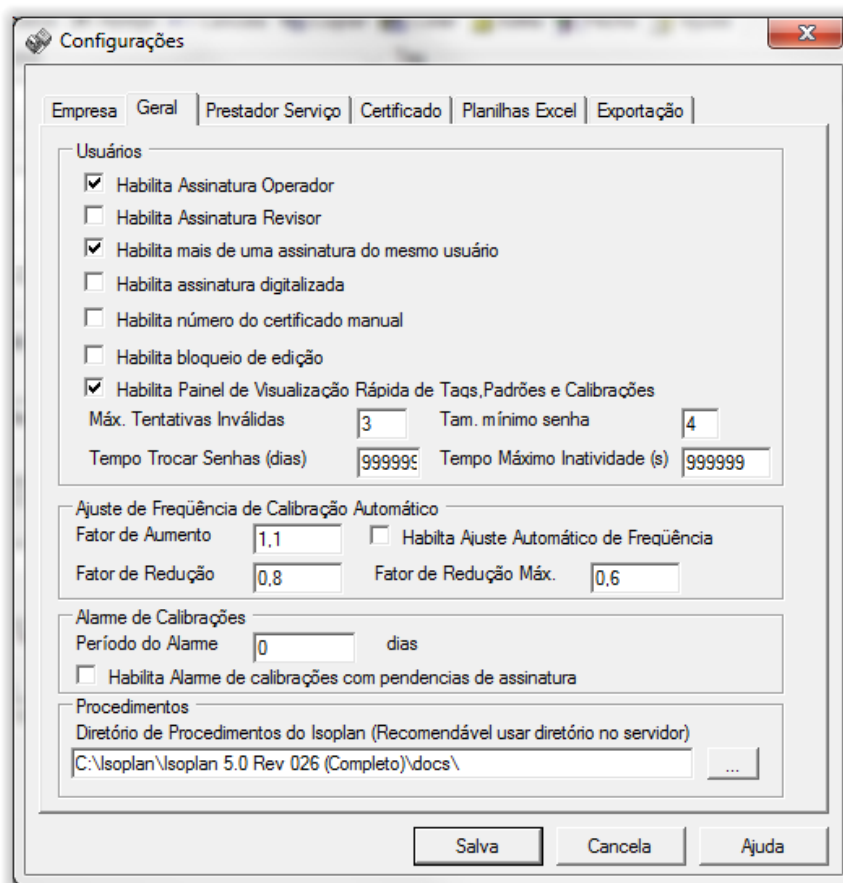 Configurações
Empresa Geral Prestador Serviço Certificado Planilhas Excel Exportação
Usuários
Habilita Assinatura Operador
Habilita Assinatura Revisor
Habilita mais de uma assinatura do mesmo usuário
Habilita assinatura digitalizada
Habilita número do certificado manual
Habilita bloqueio de edição
Habilita Painel de Visualização Rápida de Tags,Padrões e Calibrações
Máx. Tentativas Inválidas 3 Tam. mínimo senha 4
Tempo Trocar Senhas (dias) 999999 Tempo Máximo Inatividade (s) 999999
Ajuste de Freqüência de Calibração Automático
Fator de Aumento 1,1 Habilta Ajuste Automático de Freqüência
Fator de Redução 0,8 Fator de Redução Máx. 0,6
Alarme de Calibrações
Período do Alarme 0 dias
Habilita Alarme de calibrações com pendencias de assinatura
Procedimentos
Diretório de Procedimentos do Isoplan (Recomendável usar diretório no servidor)
C:\Isoplan\Isoplan 5.0 Rev 026 (Completo)\docs\ ...
Salva Cancela Ajuda